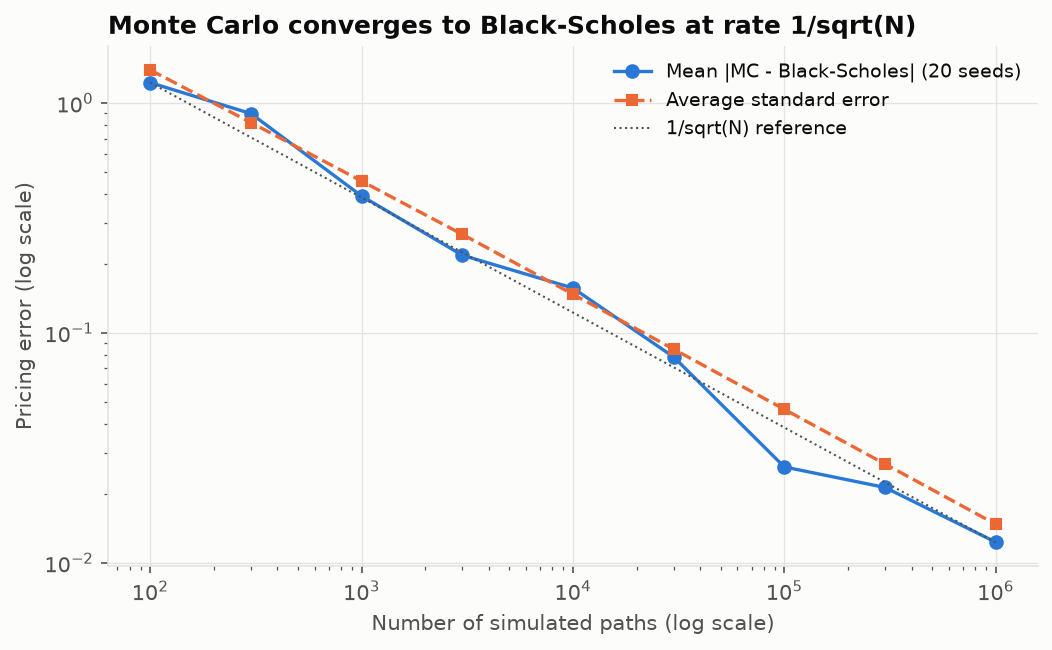 Monte Carlo converges to Black-Scholes at rate 1/sqrt(N)
Mean |MC - Black-Scholes| (20 seeds)
Average standard error
1/sqrt(N) reference
Pricing error (log scale)
10⁰
10⁻¹
10⁻²
10² 10³ 10⁴ 10⁵ 10⁶
Number of simulated paths (log scale)